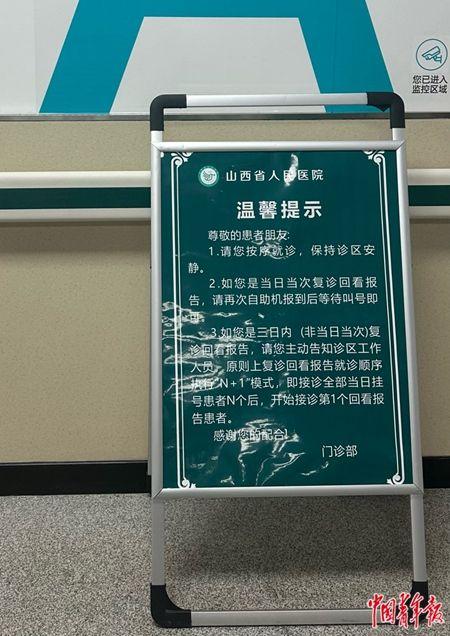 您已进入
监控区域
山西省人民医院
温馨提示
尊敬的患者朋友:
1.请您按序就诊，保持诊区安
静。
2.如您是当日当次复诊回看报
告，请再次自助机报到后等待叫号即
可。
3.如您是三日内（非当日当次)复
诊回看报告，请您主动告知诊区工作
人员，原则上复诊回看报告就诊顺序
执行"N+1"模式，即接诊全部当日挂
号患者N个后，开始接诊第1个回看报
告患者。
感谢您的配合!
门诊部
中国青年报